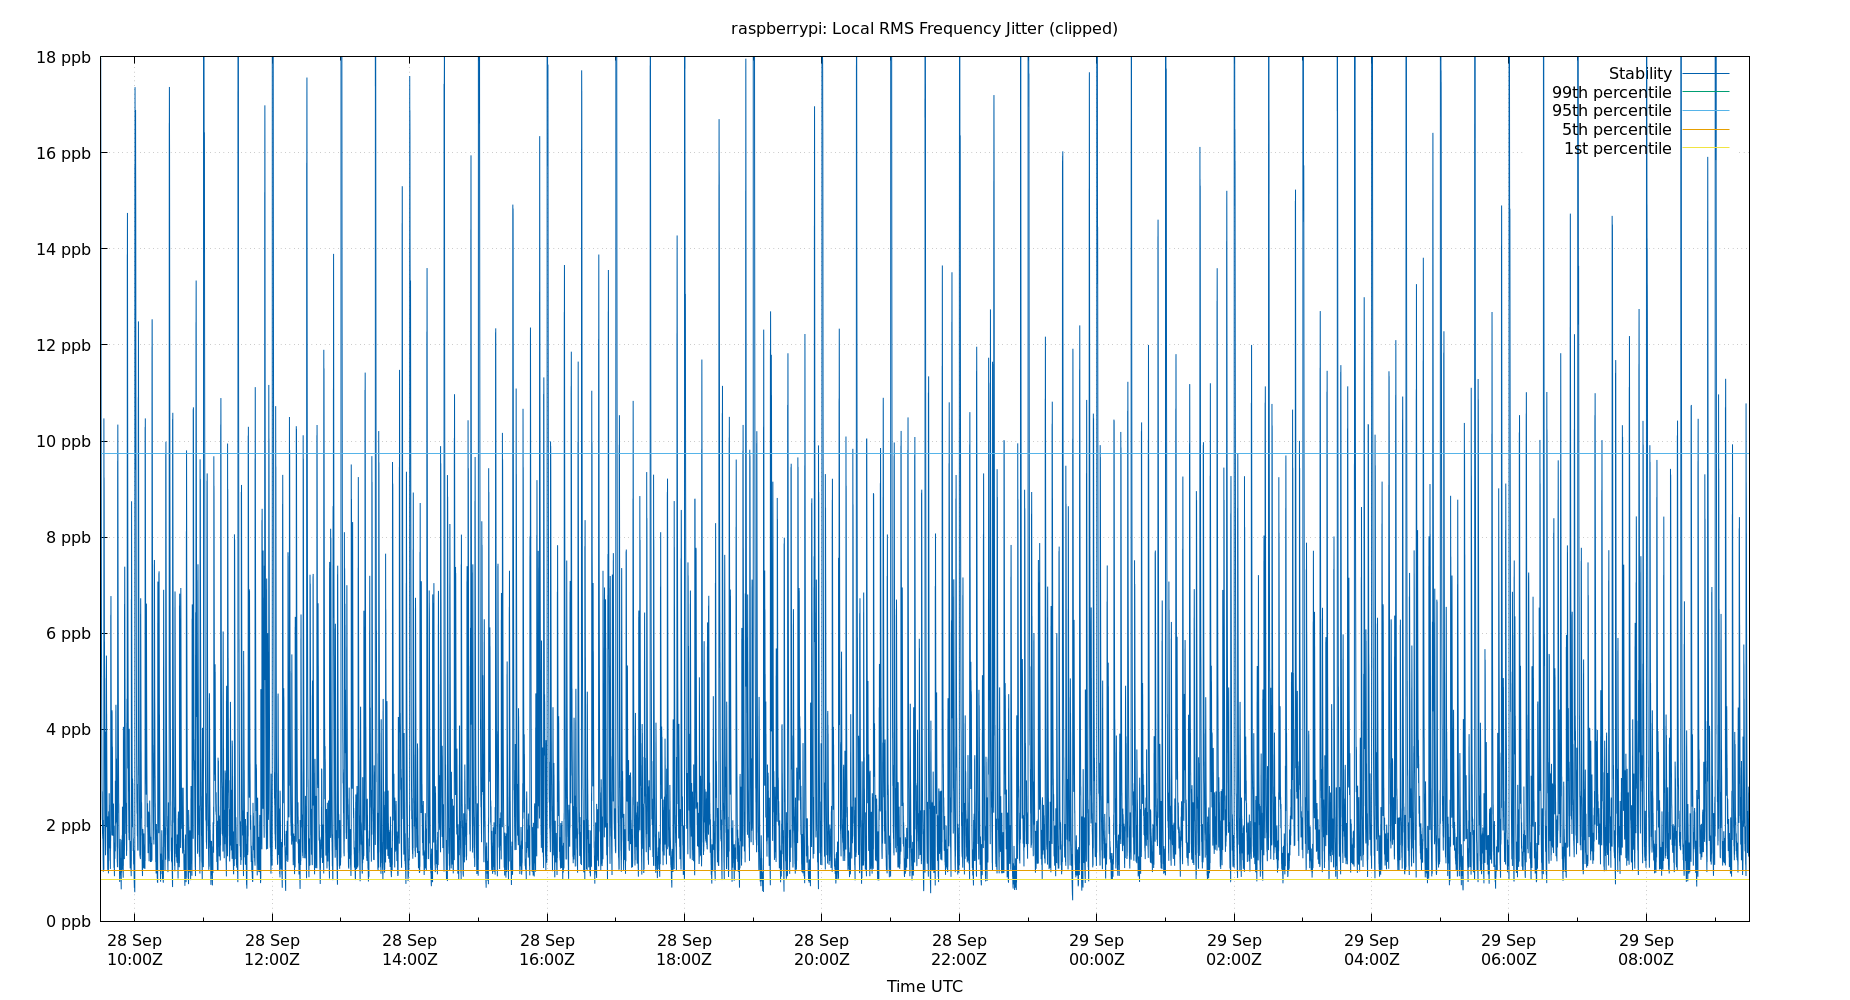 raspberrypi: Local RMS Frequency Jitter (clipped)
18 ppb
16 ppb
14 ppb
12 ppb
10 ppb
8 ppb
6 ppb
4 ppb
2 ppb
0 ppb
Stability
99th percentile
95th percentile
5th percentile
1st percentile
28 Sep 28 Sep 28 Sep 28 Sep 28 Sep 28 Sep 28 Sep 29 Sep 29 Sep 29 Sep 29 Sep 29 Sep
10:00Z 12:00Z 14:00Z 16:00Z 18:00Z 20:00Z 22:00Z 00:00Z 02:00Z 04:00Z 06:00Z 08:00Z
Time UTC